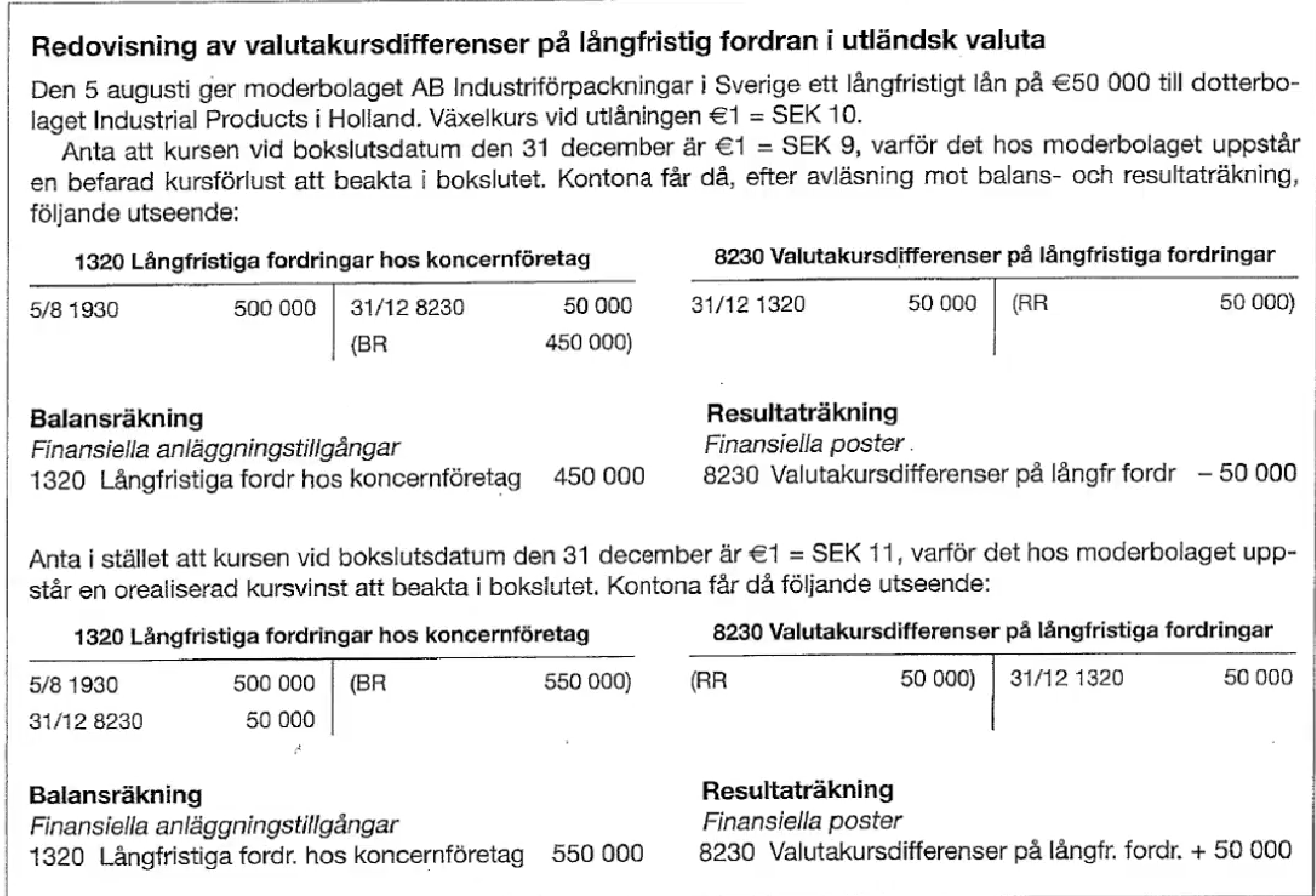 Redovisning av valutakursdifferenser på långfristig fordran i utländsk valuta
Den 5 augusti ger moderbolaget AB Industriförpackningar i Sverige ett långfristigt lån på €50 000 till dotterbo-
laget Industrial Products i Holland. Växelkurs vid utlåningen €1 = SEK 10.
Anta att kursen vid bokslutsdatum den 31 december är €1 = SEK 9, varför det hos moderbolaget uppstår
en befarad kursförlust att beakta i bokslutet. Kontona får då, efter avläsning mot balans- och resultaträkning,
följande utseende:
1320 Långfristiga fordringar hos koncernföretag 8230 Valutakursdifferenser på långfristiga fordringar
5/8 1930 500 000 31/12 8230 50 000 31/12 1320 50 000 (RR 50 000)
(BR 450 000)
Balansräkning Resultaträkning
Finansiella anläggningstillgångar Finansiella poster
1320 Långfristiga fordr hos koncernföretag 450 000 8230 Valutakursdifferenser på långfr fordr – 50 000
Anta i stället att kursen vid bokslutsdatum den 31 december är €1 = SEK 11, varför det hos moderbolaget upp-
står en orealiserad kursvinst att beakta i bokslutet. Kontona får då följande utseende:
1320 Långfristiga fordringar hos koncernföretag 8230 Valutakursdifferenser på långfristiga fordringar
5/8 1930 500 000 (BR 550 000) (RR 50 000) 31/12 1320 50 000
31/12 8230 50 000
Balansräkning Resultaträkning
Finansiella anläggningstillgångar Finansiella poster
1320 Långfristiga fordr. hos koncernföretag 550 000 8230 Valutakursdifferenser på långfr. fordr. + 50 000